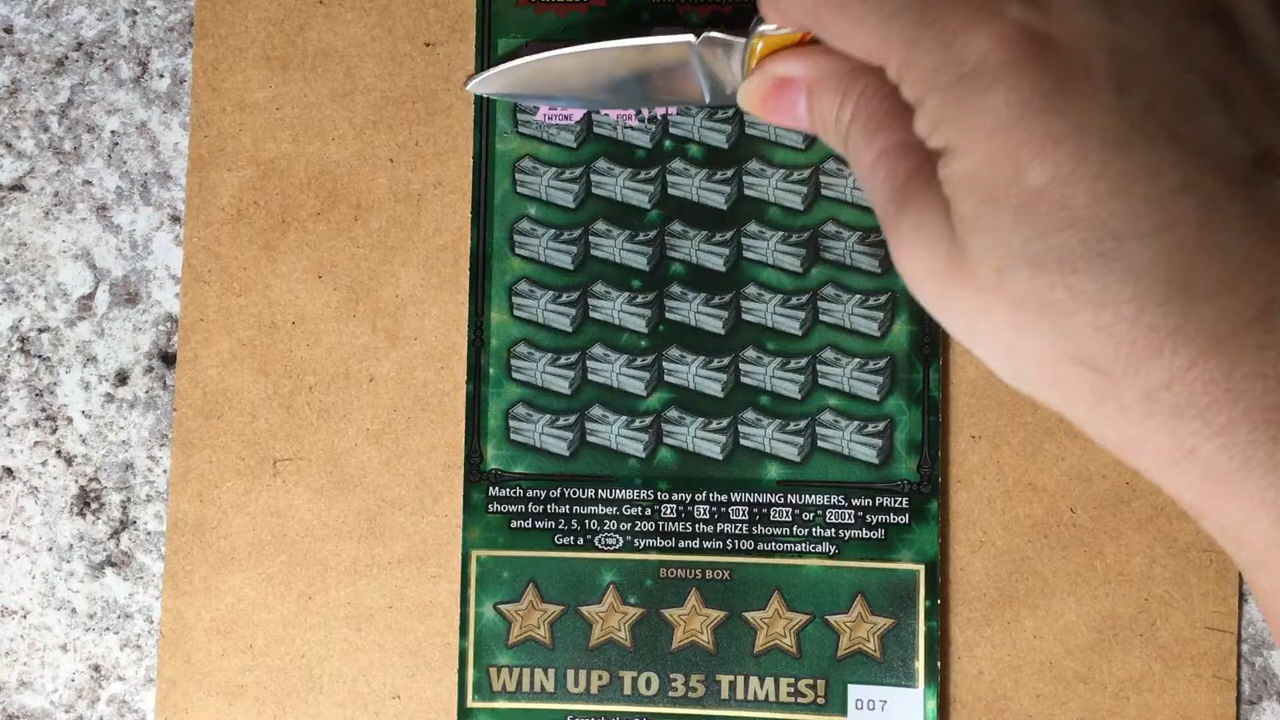 TWYONE FORT
Match any of YOUR NUMBERS to any of the WINNING NUMBERS, win PRIZE
shown for that number. Get a "2X", "5X", "10X", "20X" or "200X" symbol
and win 2, 5, 10, 20 or 200 TIMES the PRIZE shown for that symbol!
Get a "$100" symbol and win $100 automatically.
BONUS BOX
WIN UP TO 35 TIMES!
007